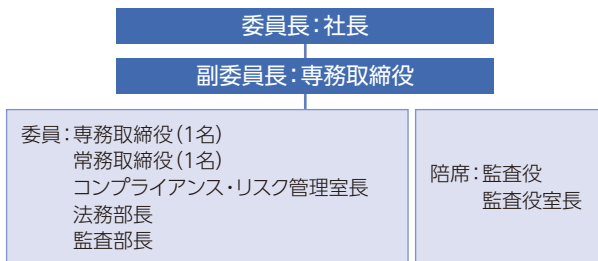 委員長：社長
副委員長：専務取締役
委員：専務取締役（1名）
常務取締役（1名）
コンプライアンス・リスク管理室長
法務部長
監査部長
陪席：監査役
監査役室長